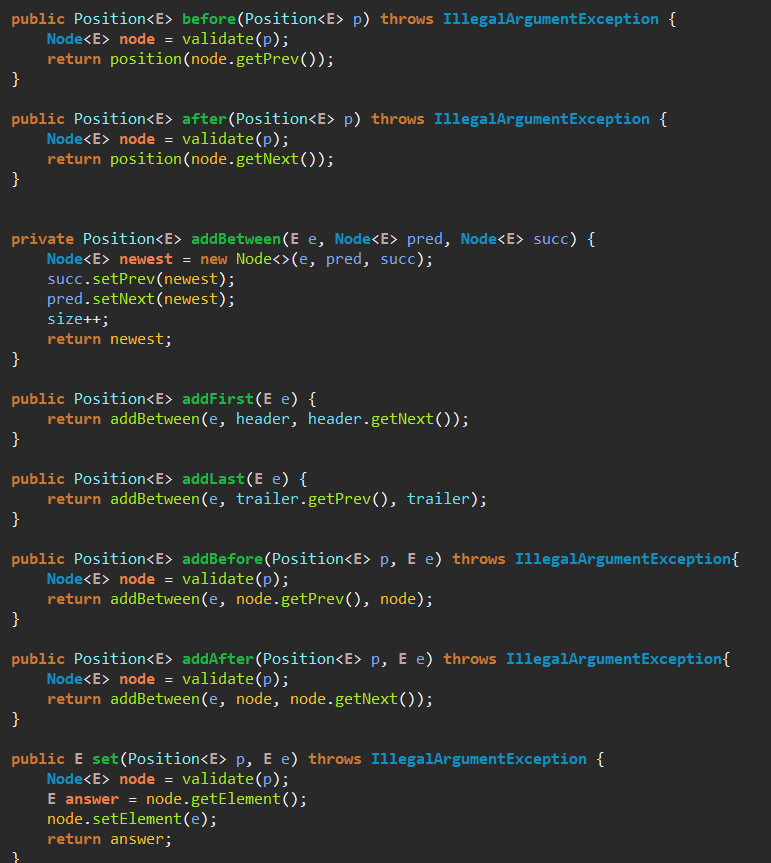 public Position<E> before(Position<E> p) throws IllegalArgumentException {
    Node<E> node = validate(p);
    return position(node.getPrev());
}

public Position<E> after(Position<E> p) throws IllegalArgumentException {
    Node<E> node = validate(p);
    return position(node.getNext());
}


private Position<E> addBetween(E e, Node<E> pred, Node<E> succ) {
    Node<E> newest = new Node<>(e, pred, succ);
    succ.setPrev(newest);
    pred.setNext(newest);
    size++;
    return newest;
}

public Position<E> addFirst(E e) {
    return addBetween(e, header, header.getNext());
}

public Position<E> addLast(E e) {
    return addBetween(e, trailer.getPrev(), trailer);
}

public Position<E> addBefore(Position<E> p, E e) throws IllegalArgumentException{
    Node<E> node = validate(p);
    return addBetween(e, node.getPrev(), node);
}

public Position<E> addAfter(Position<E> p, E e) throws IllegalArgumentException{
    Node<E> node = validate(p);
    return addBetween(e, node, node.getNext());
}

public E set(Position<E> p, E e) throws IllegalArgumentException {
    Node<E> node = validate(p);
    E answer = node.getElement();
    node.setElement(e);
    return answer;
}